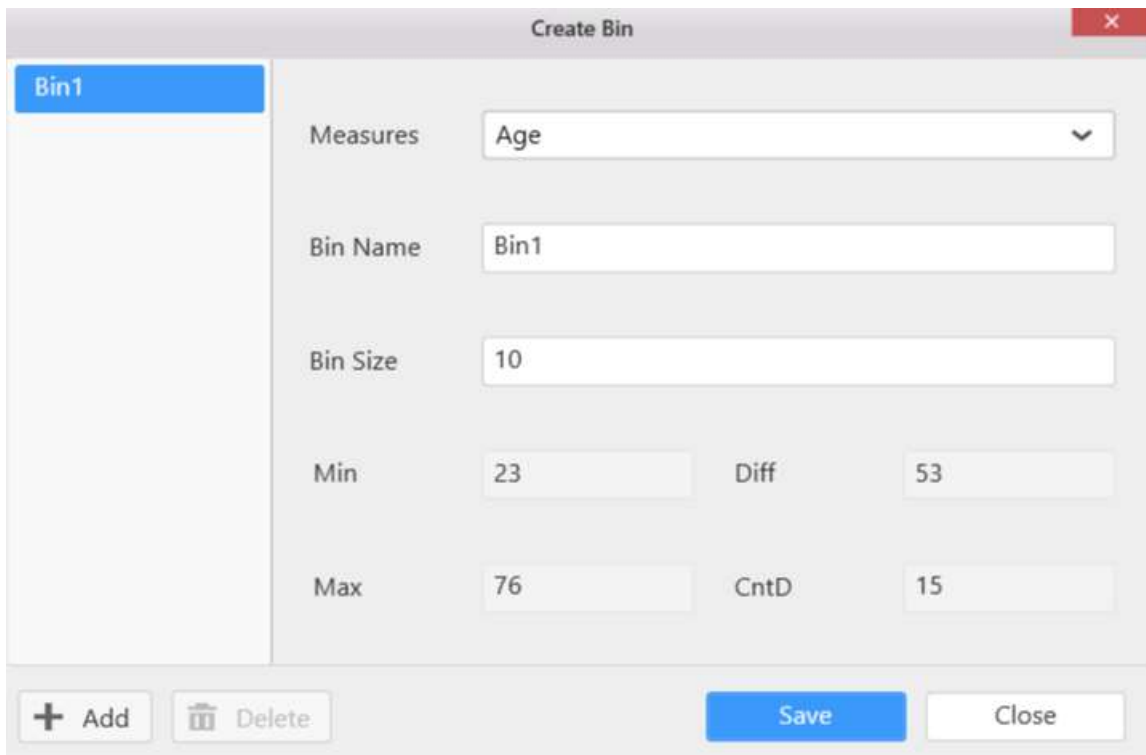 Create Bin
Bin1
Measures Age
Bin Name Bin1
Bin Size 10
Min 23 Diff 53
Max 76 CntD 15
Add Delete Save Close